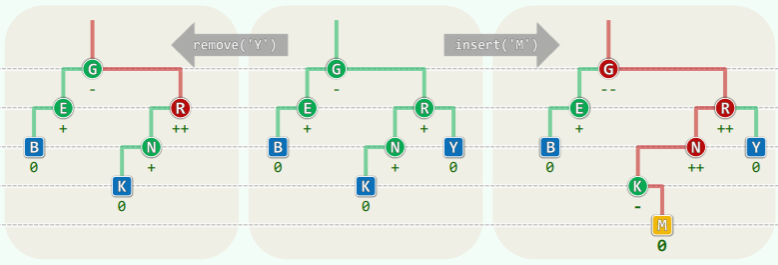 remove('Y')
insert('M')
G
-
E
+
R
++
B
0
N
+
K
0
G
-
E
+
R
+
B
0
N
+
Y
0
K
0
G
--
E
+
R
++
B
0
N
++
Y
0
K
-
M
0